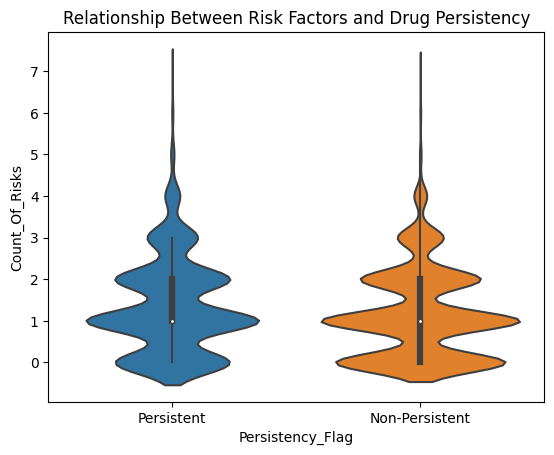 Relationship Between Risk Factors and Drug Persistency
7
6
5
4
3
2
1
0
Count_Of_Risks
Persistent
Non-Persistent
Persistency_Flag